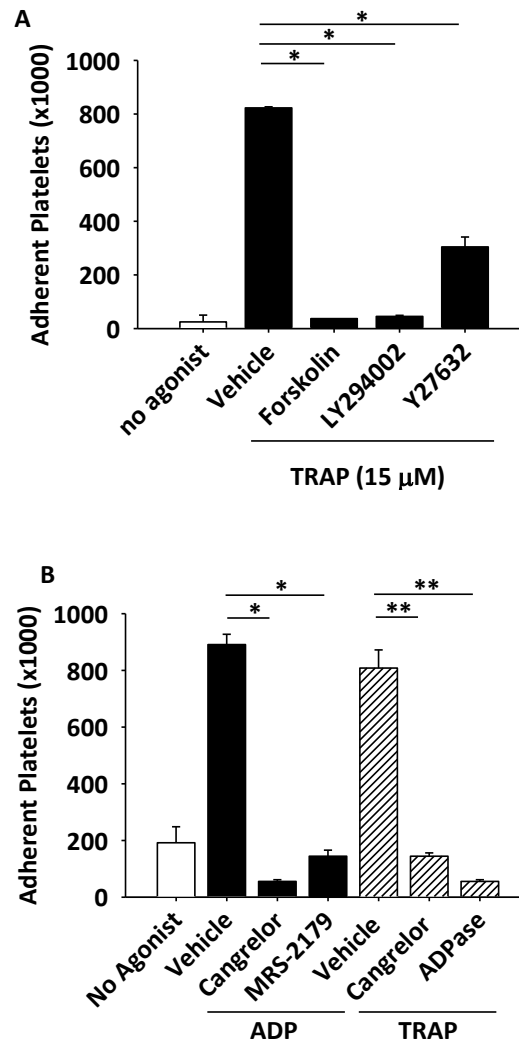 A
*
*
*
1000
800
600
400
200
0
Adherent Platelets (x1000)
no agonist
Vehicle
Forskolin
LY294002
Y27632
TRAP (15 μM)
B
*
**
*
**
1000
800
600
400
200
0
Adherent Platelets (x1000)
No Agonist
Vehicle
Cangrelor
MRS-2179
Vehicle
Cangrelor
ADPase
ADP
TRAP